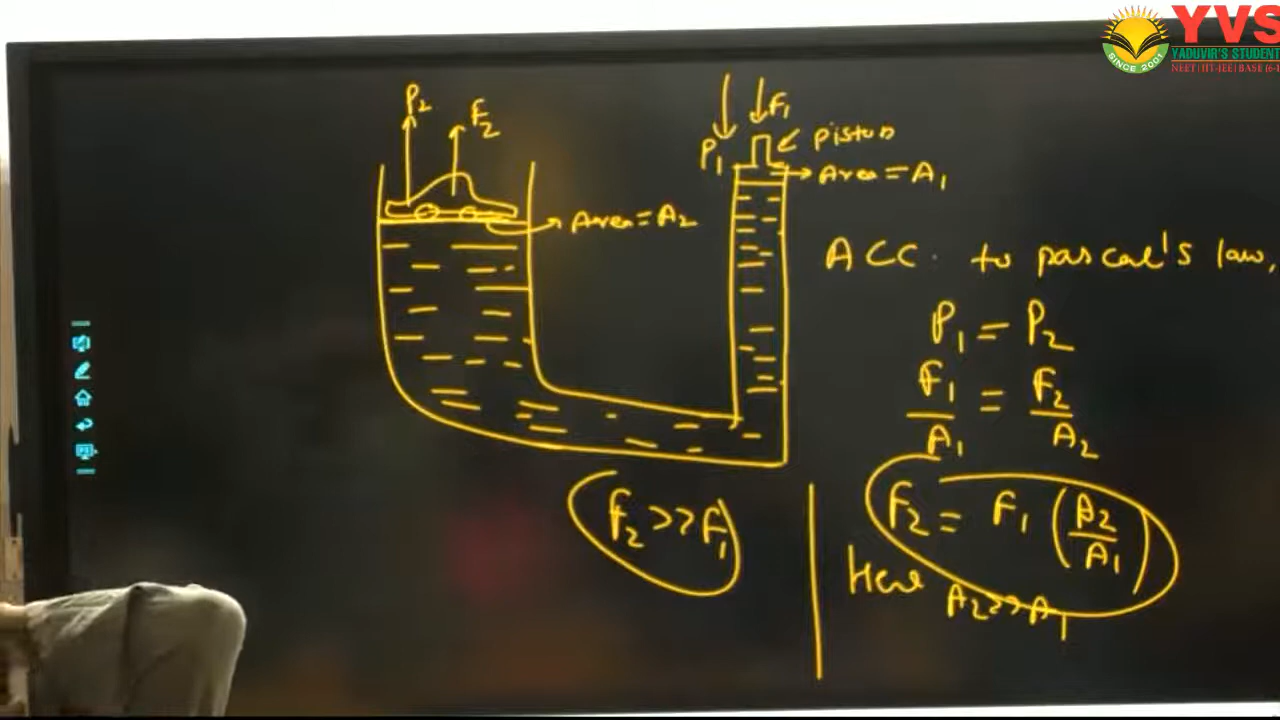 YVS
YADUVIR'S STUDENT
NEET | IIT-JEE | BASE (6-1
SINCE 2001
P₂
F₂
F₁
P₁
Piston
Area = A₁
Area = A₂
Acc. to pascal's law,
P₁ = P₂
F₁/A₁ = F₂/A₂
F₂ = F₁ (A₂/A₁)
F₂ >> F₁
Here A₂ >> A₁